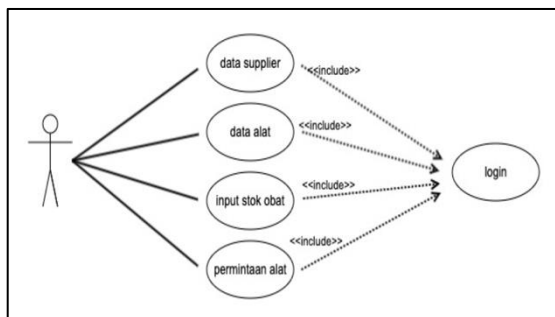 data supplier
<<include>>
data alat
<<include>>
login
input stok obat
<<include>>
<<include>>
permintaan alat